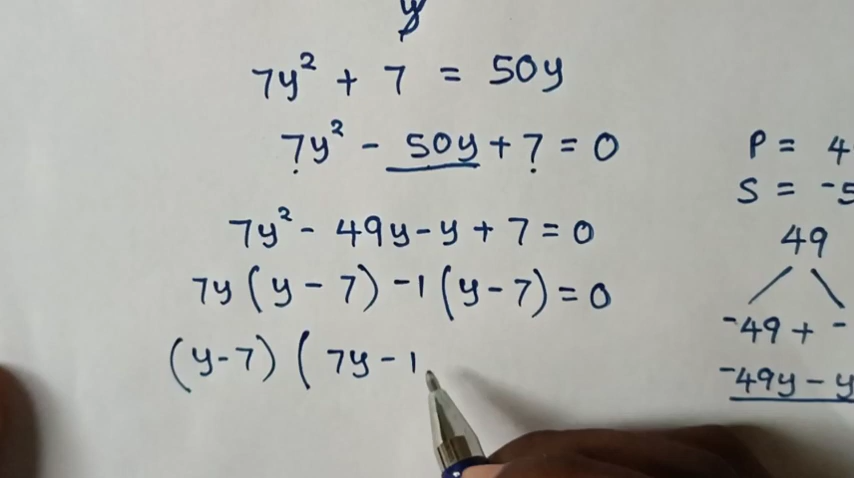 y
7y² + 7 = 50y
7y² - 50y + 7 = 0
7y² - 49y - y + 7 = 0
7y (y - 7) -1 (y - 7) = 0
(y-7) ( 7y - 1
P = 4
S = -5
49
-49 + -
-49y - y